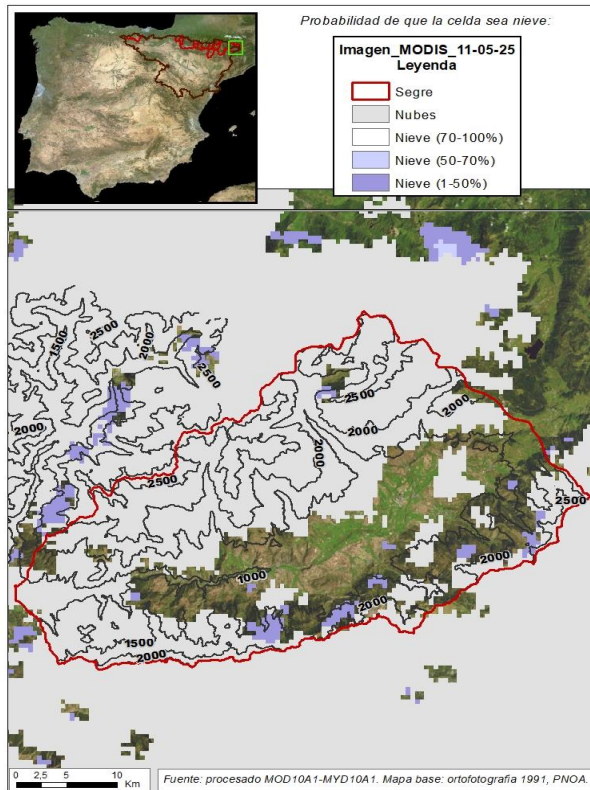 Probabilidad de que la celda sea nieve:
Imagen_MODIS_11-05-25
Leyenda
Segre
Nubes
Nieve (70-100%)
Nieve (50-70%)
Nieve (1-50%)
2500
1500
2000
2500
2500
2000
2000
2000
2500
2000
2500
2000
1000
2000
1500
2000
0 2,5 5 10
Km
Fuente: procesado MOD10A1-MYD10A1. Mapa base: ortofotografia 1991, PNOA.